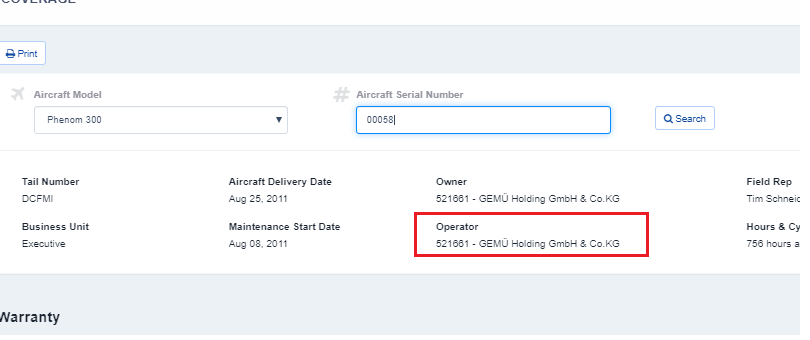 COVERAGE
Print
Aircraft Model
Aircraft Serial Number
Phenom 300
00058
Search
Tail Number
Aircraft Delivery Date
Owner
Field Rep
DCFMI
Aug 25, 2011
521661 - GEMÜ Holding GmbH & Co.KG
Tim Schneid
Business Unit
Maintenance Start Date
Operator
Hours & Cy
Executive
Aug 08, 2011
521661 - GEMÜ Holding GmbH & Co.KG
756 hours a
Warranty